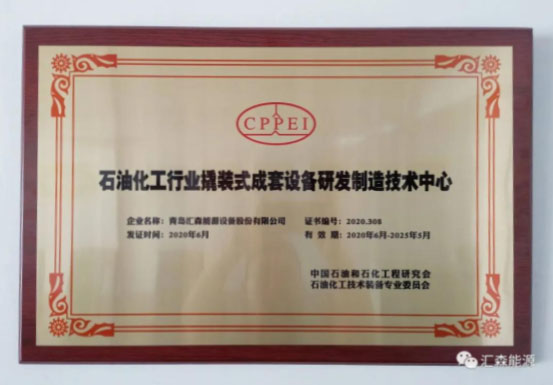 CPPEI
石油化工行业撬装式成套设备研发制造技术中心
企业名称：青岛汇森能源设备股份有限公司 证书编号：2020.308
发证时间：2020年6月 有 效 期：2020年6月-2025年5月
中国石油和石化工程研究会
石油化工技术装备专业委员会
汇森能源